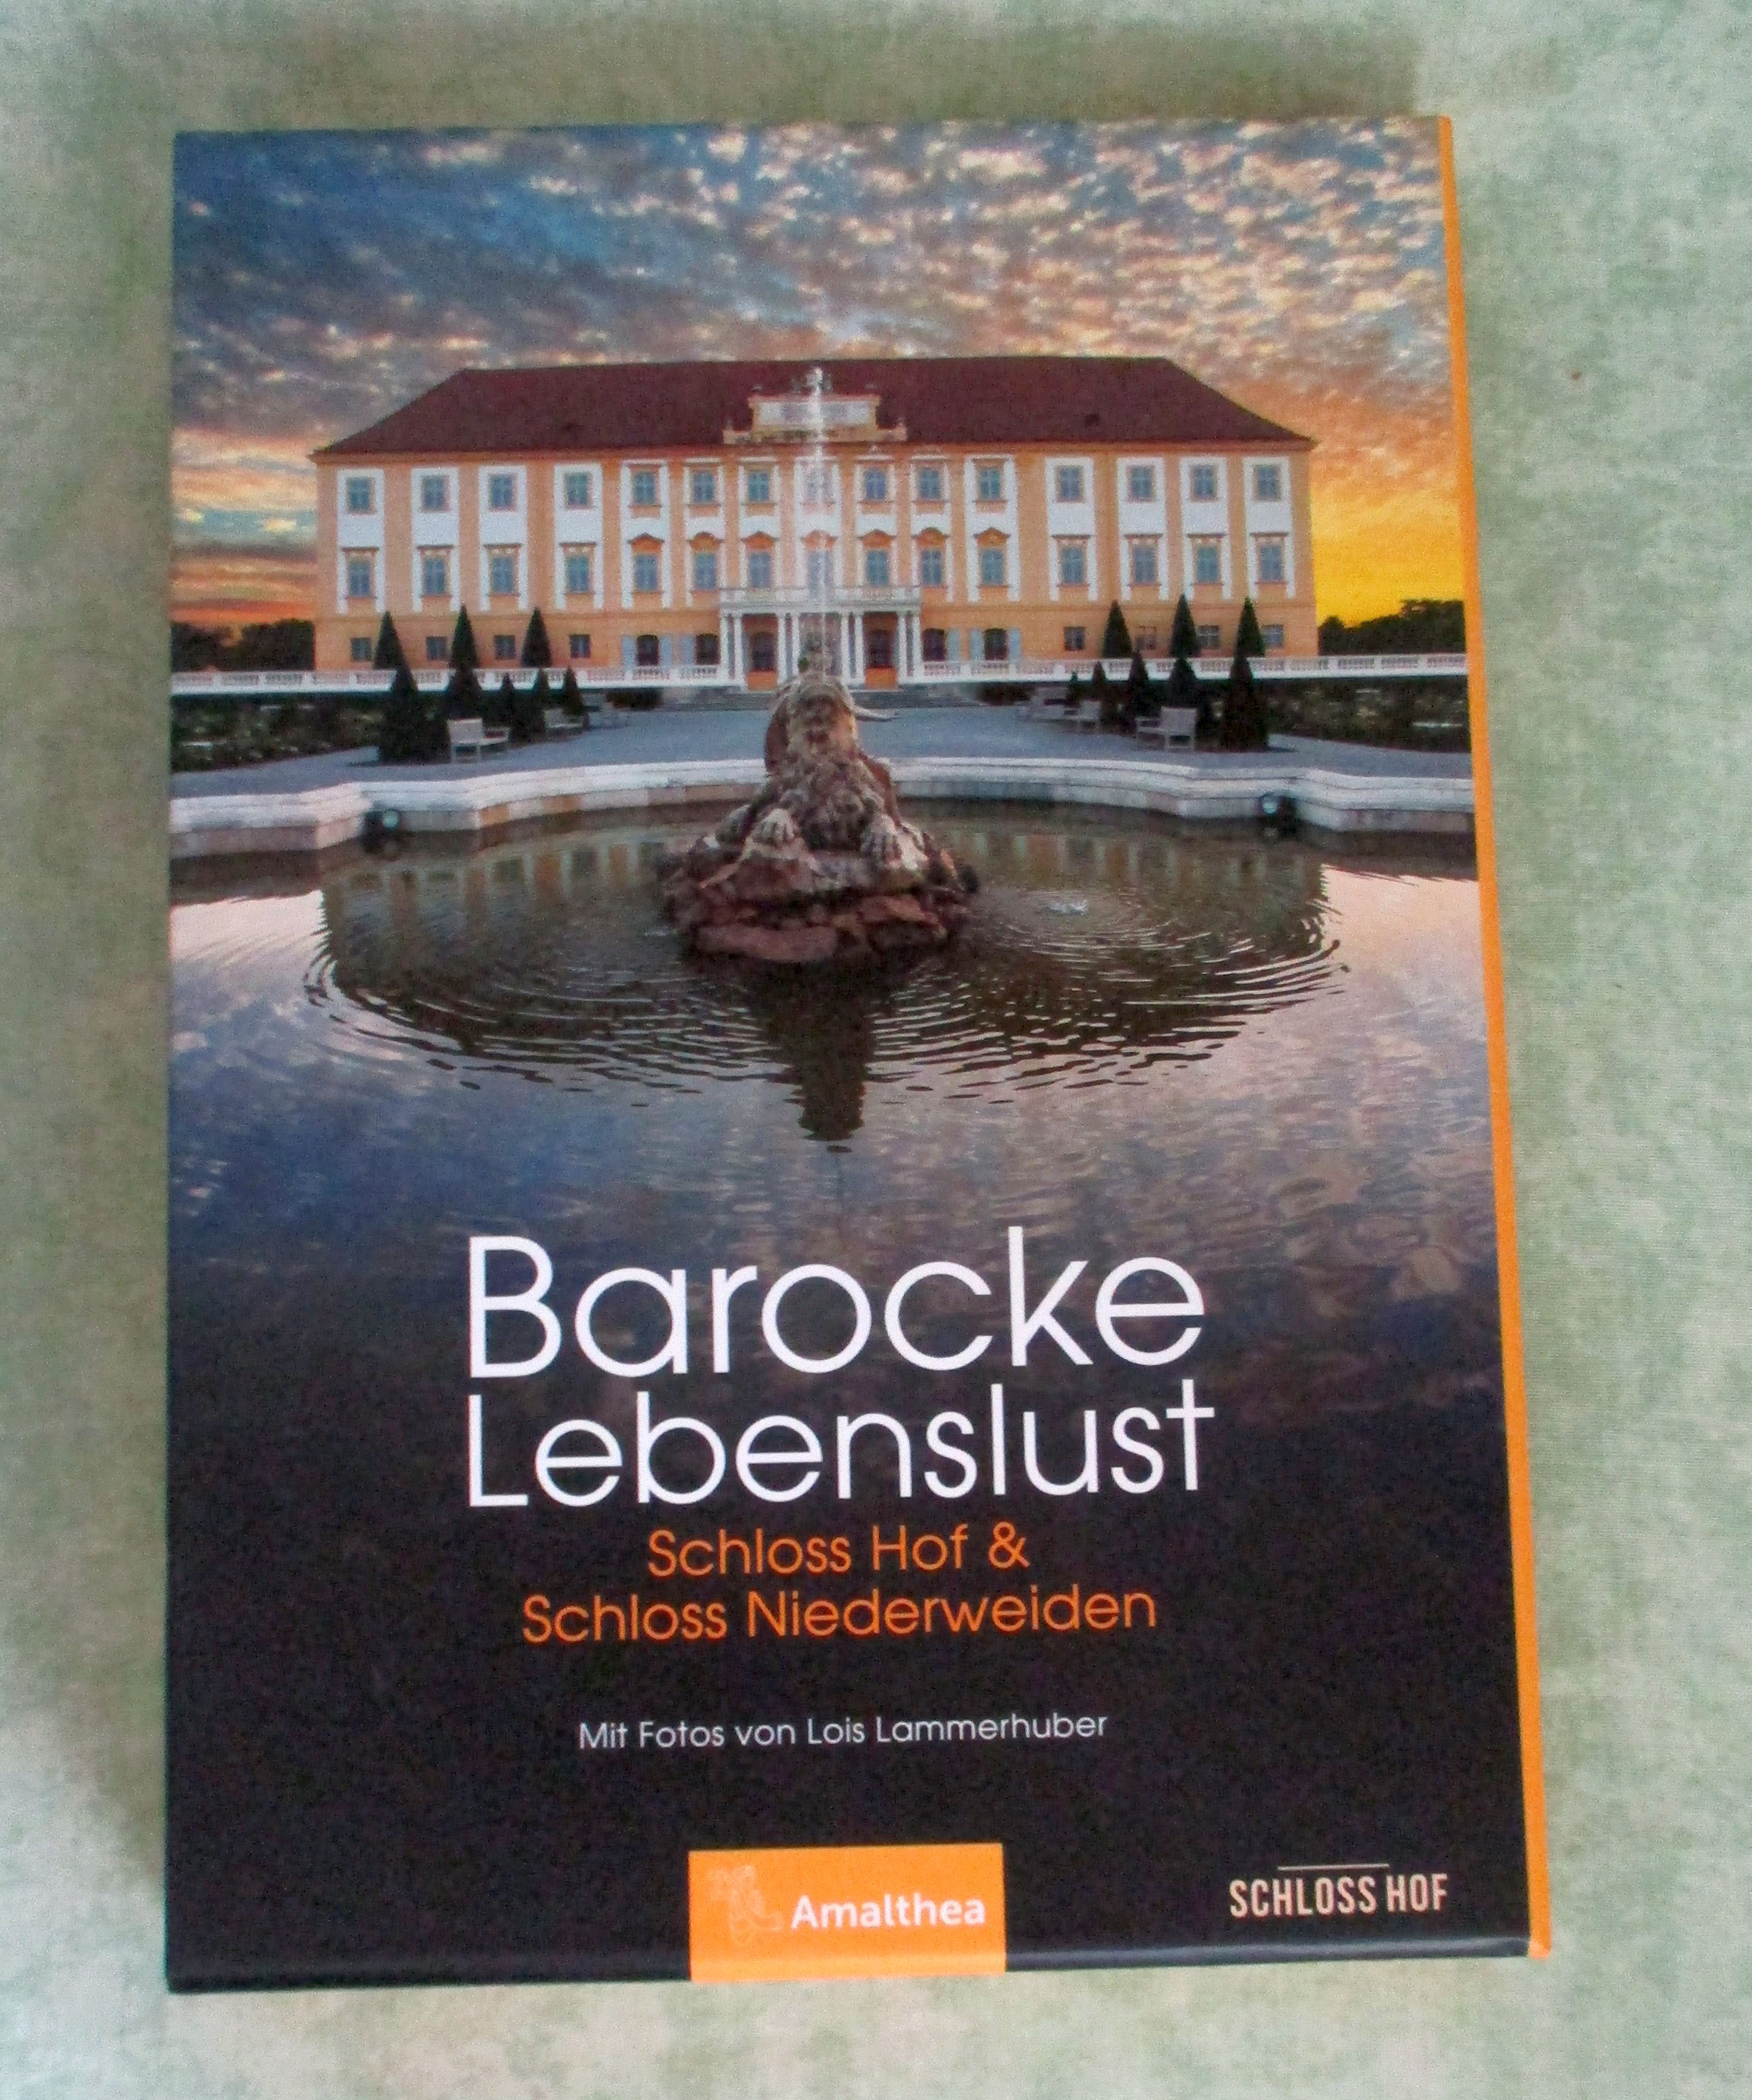 Barocke
Lebenslust
Schloss Hof &
Schloss Niederweiden
Mit Fotos von Lois Lammerhuber
Amalthea
SCHLOSS HOF